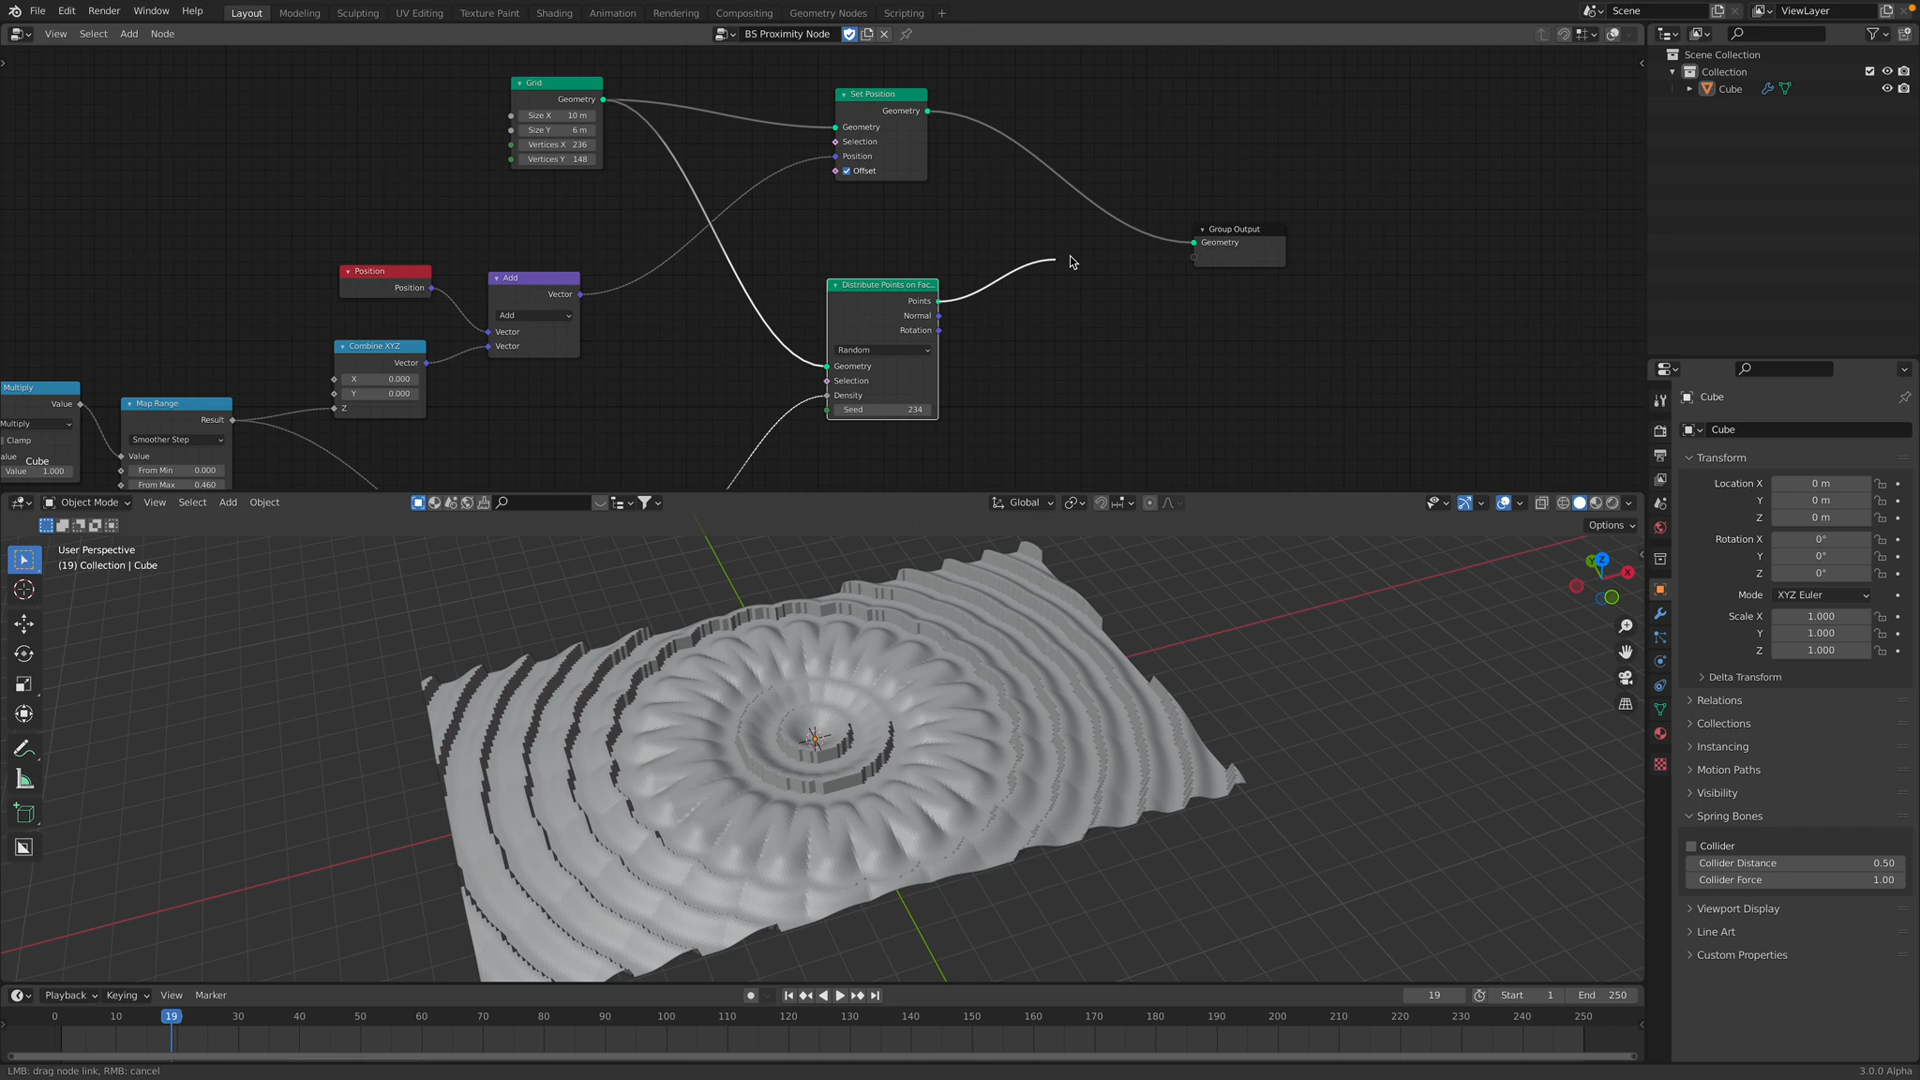 File Edit Render Window Help Layout Modeling Sculpting UV Editing Texture Paint Shading Animation Rendering Compositing Geometry Nodes Scripting + Scene ViewLayer
View Select Add Node BS Proximity Node
Scene Collection
Collection
Cube
Grid
Geometry
Size X 10 m
Size Y 6 m
Vertices X 236
Vertices Y 148
Set Position
Geometry
Geometry
Selection
Position
Offset
Group Output
Geometry
Position
Position
Add
Vector
Add
Vector
Vector
Combine XYZ
Vector
X 0.000
Y 0.000
Z
Distribute Points on Fac...
Points
Normal
Rotation
Random
Geometry
Selection
Density
Seed 234
Multiply
Value
Multiply
Clamp
alue
Value 1.000
Cube
Map Range
Result
Smoother Step
Value
From Min 0.000
From Max 0.460
Object Mode View Select Add Object Global
Options
User Perspective
(19) Collection | Cube
Z
Y
X
Cube
Cube
Transform
Location X 0 m
Y 0 m
Z 0 m
Rotation X 0°
Y 0°
Z 0°
Mode XYZ Euler
Scale X 1.000
Y 1.000
Z 1.000
Delta Transform
Relations
Collections
Instancing
Motion Paths
Visibility
Spring Bones
Collider
Collider Distance 0.50
Collider Force 1.00
Viewport Display
Line Art
Custom Properties
Playback Keying View Marker 19 Start 1 End 250
0 10 19 30 40 50 60 70 80 90 100 110 120 130 140 150 160 170 180 190 200 210 220 230 240 250
LMB: drag node link, RMB: cancel 3.0.0 Alpha